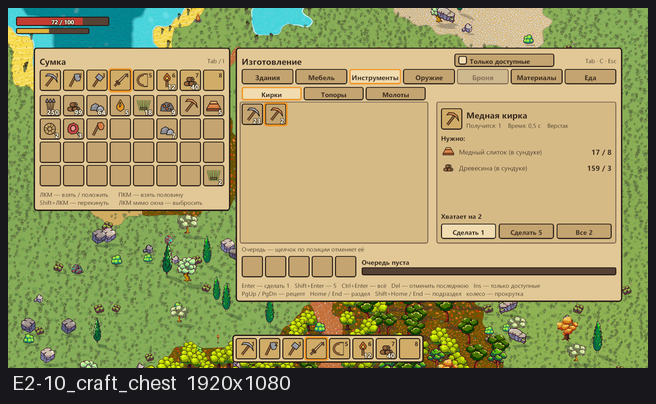 72 / 100
Сумка
Tab / I
ЛКМ — взять / положить ПКМ — взять половину
Shift+ЛКМ — перекинуть ЛКМ мимо окна — выбросить
Изготовление
Только доступные
Tab · C · Esc
Здания
Мебель
Инструменты
Оружие
Броня
Материалы
Еда
Кирки
Топоры
Молоты
Медная кирка
Получится: 1 Время: 0,5 с Верстак
Нужно:
Медный слиток (в сундуке) 17 / 8
Древесина (в сундуке) 159 / 3
Хватает на 2
Сделать 1
Сделать 5
Все 2
Очередь — щелчок по позиции отменяет её
Очередь пуста
Enter — сделать 1 Shift+Enter — 5 Ctrl+Enter — всё Del — отменить последнюю Ins — только доступные
PgUp / PgDn — рецепт Home / End — раздел Shift+Home / End — подраздел колесо — прокрутка
E2-10_craft_chest 1920x1080